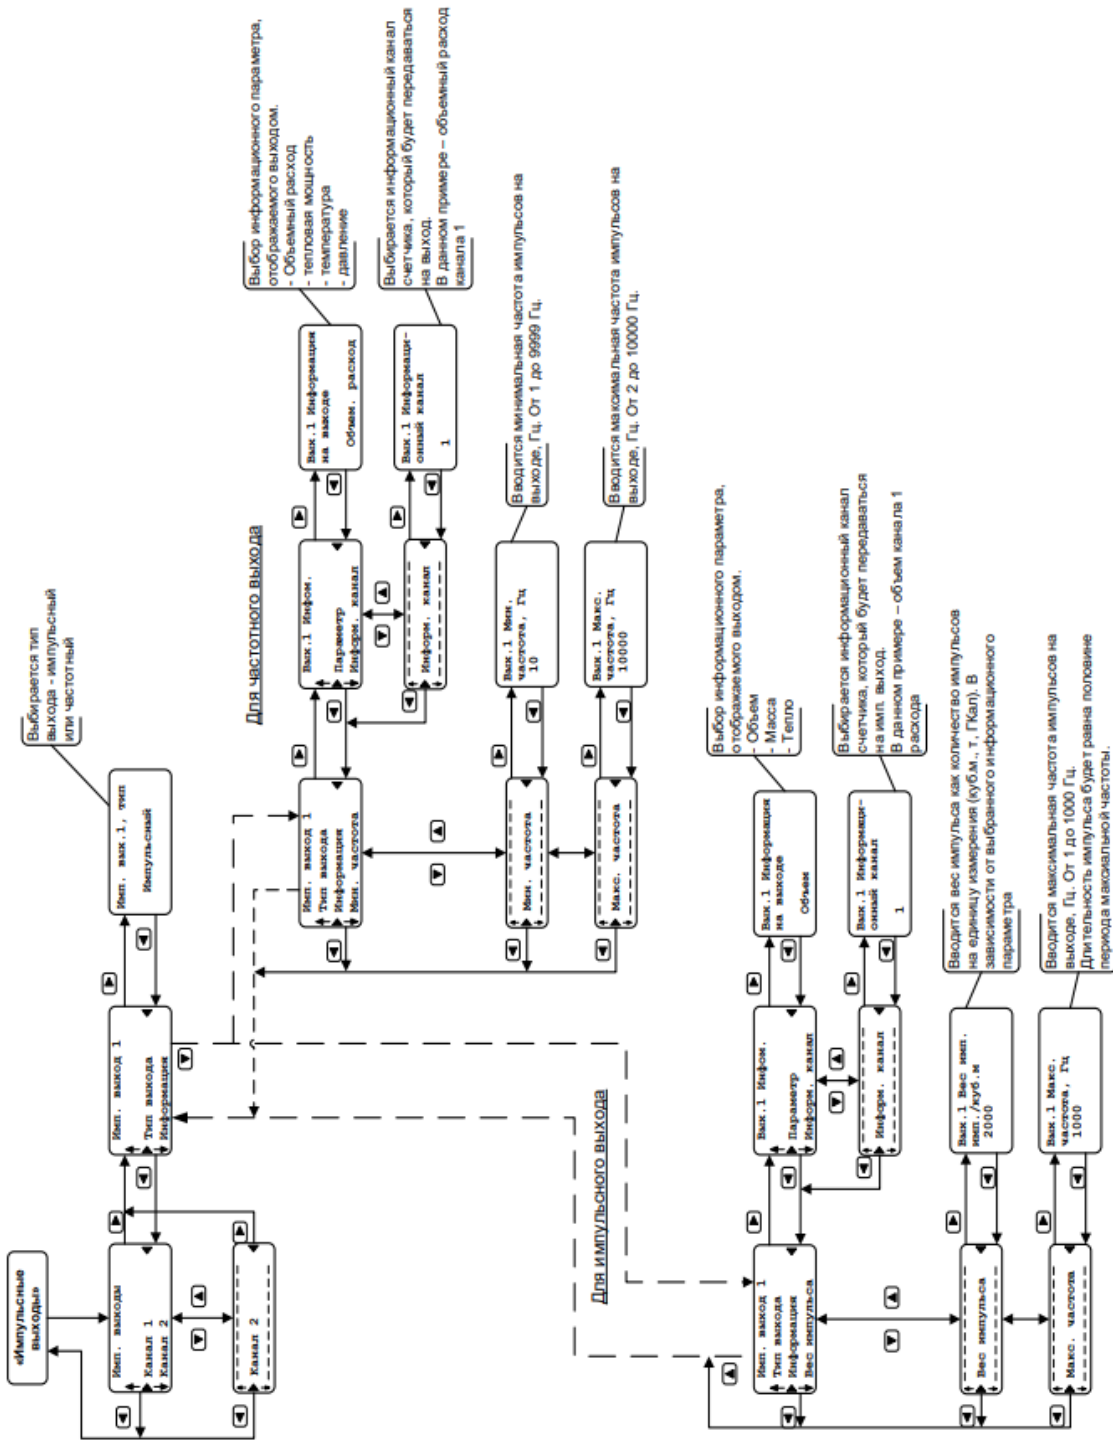 «Импульсные
выходы»
Имп. выходы
Канал 1
Канал 2
Канал 2
Имп. выход 1
Тип выхода
Информация
Имп. вых.1, тип
Импульсный
Выбирается тип
выхода - импульсный
или частотный
Для частотного выхода
Имп. выход 1
Тип выхода
Информация
Мин. частота
Мин. частота
Макс. частота
Вых.1 Инфом.
Параметр
Информ. канал
Информ. канал
Вых.1 Информация
на выходе
Объем. расход
Вых.1 Информаци-
онный канал
1
Вых.1 Мин.
частота, Гц
10
Вых.1 Макс.
частота, Гц
10000
Выбор информационного параметра,
отображаемого выходом.
- Объемный расход
- тепловая мощность
- температура
- давление
Выбирается информационный канал
счетчика, который будет передаваться
на выход.
В данном примере – объемный расход
канала 1
Вводится минимальная частота импульсов на
выходе, Гц. От 1 до 9999 Гц.
Вводится максимальная частота импульсов на
выходе, Гц. От 2 до 10000 Гц.
Для импульсного выхода
Имп. выход 1
Тип выхода
Информация
Вес импульса
Вес импульса
Макс. частота
Вых.1 Инфом.
Параметр
Информ. канал
Информ. канал
Вых.1 Информация
на выходе
Объем
Вых.1 Информаци-
онный канал
1
Вых.1 Вес имп.
имп./куб.м
2000
Вых.1 Макс.
частота, Гц
1000
Выбор информационного параметра,
отображаемого выходом.
- Объем
- Масса
- Тепло
Выбирается информационный канал
счетчика, который будет передаваться
на имп. выход.
В данном примере – объем канала 1
расхода
Вводится вес импульса как количество импульсов
на единицу измерения (куб.м., т, ГКал). В
зависимости от выбранного информационного
параметра
Вводится максимальная частота импульсов на
выходе, Гц. От 1 до 1000 Гц.
Длительность импульса будет равна половине
периода максиальной частоты.